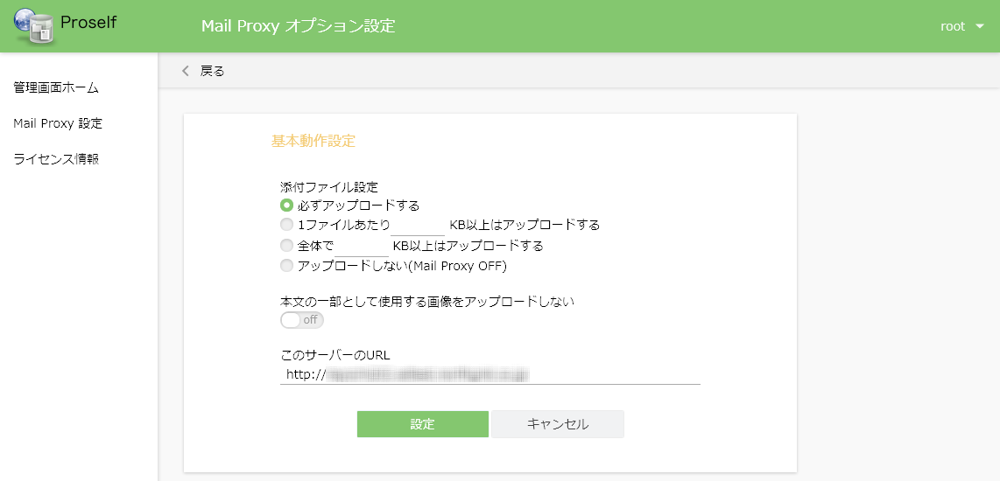 Proself
Mail Proxy オプション設定
root
戻る
管理画面ホーム
Mail Proxy 設定
ライセンス情報
基本動作設定
添付ファイル設定
必ずアップロードする
1ファイルあたり KB以上はアップロードする
全体で KB以上はアップロードする
アップロードしない(Mail Proxy OFF)
本文の一部として使用する画像をアップロードしない
off
このサーバーのURL
http://
設定 キャンセル